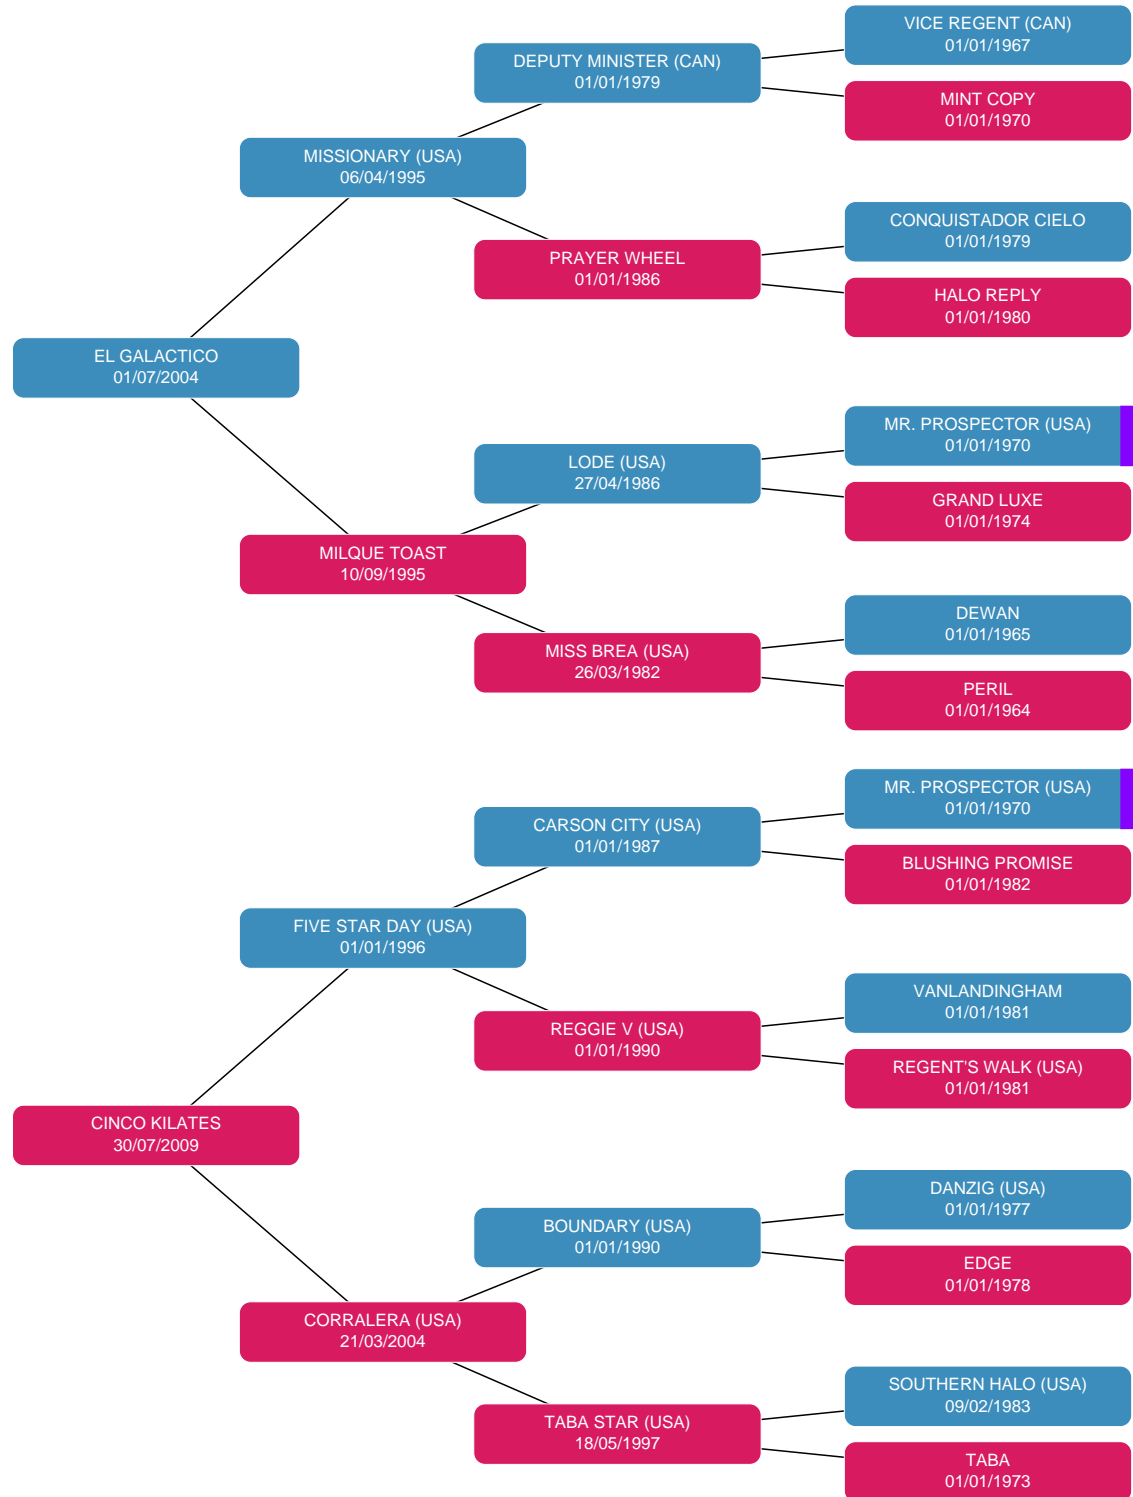 VICE REGENT (CAN)
01/01/1967
DEPUTY MINISTER (CAN)
01/01/1979
MINT COPY
01/01/1970
MISSIONARY (USA)
06/04/1995
CONQUISTADOR CIELO
01/01/1979
PRAYER WHEEL
01/01/1986
HALO REPLY
01/01/1980
EL GALACTICO
01/07/2004
MR. PROSPECTOR (USA)
01/01/1970
LODE (USA)
27/04/1986
GRAND LUXE
01/01/1974
MILQUE TOAST
10/09/1995
DEWAN
01/01/1965
MISS BREA (USA)
26/03/1982
PERIL
01/01/1964
MR. PROSPECTOR (USA)
01/01/1970
CARSON CITY (USA)
01/01/1987
BLUSHING PROMISE
01/01/1982
FIVE STAR DAY (USA)
01/01/1996
VANLANDINGHAM
01/01/1981
REGGIE V (USA)
01/01/1990
REGENT'S WALK (USA)
01/01/1981
CINCO KILATES
30/07/2009
DANZIG (USA)
01/01/1977
BOUNDARY (USA)
01/01/1990
EDGE
01/01/1978
CORRALERA (USA)
21/03/2004
SOUTHERN HALO (USA)
09/02/1983
TABA STAR (USA)
18/05/1997
TABA
01/01/1973